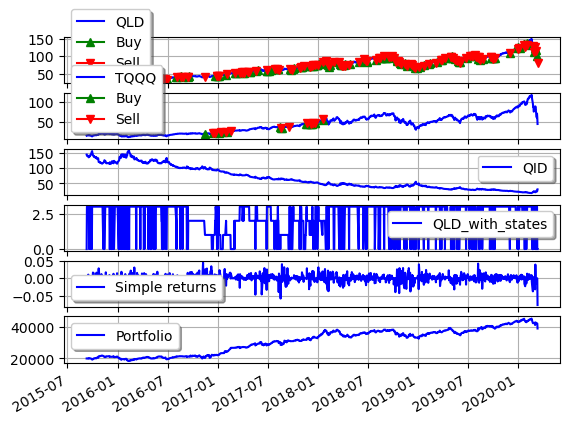 QLD
Buy
Sell
150
100
50
TQQQ
Buy
Sell
100
50
QID
150
100
50
QLD_with_states
2.5
0.0
Simple returns
0.05
0.00
−0.05
Portfolio
40000
20000
2015-07 2016-01 2016-07 2017-01 2017-07 2018-01 2018-07 2019-01 2019-07 2020-01